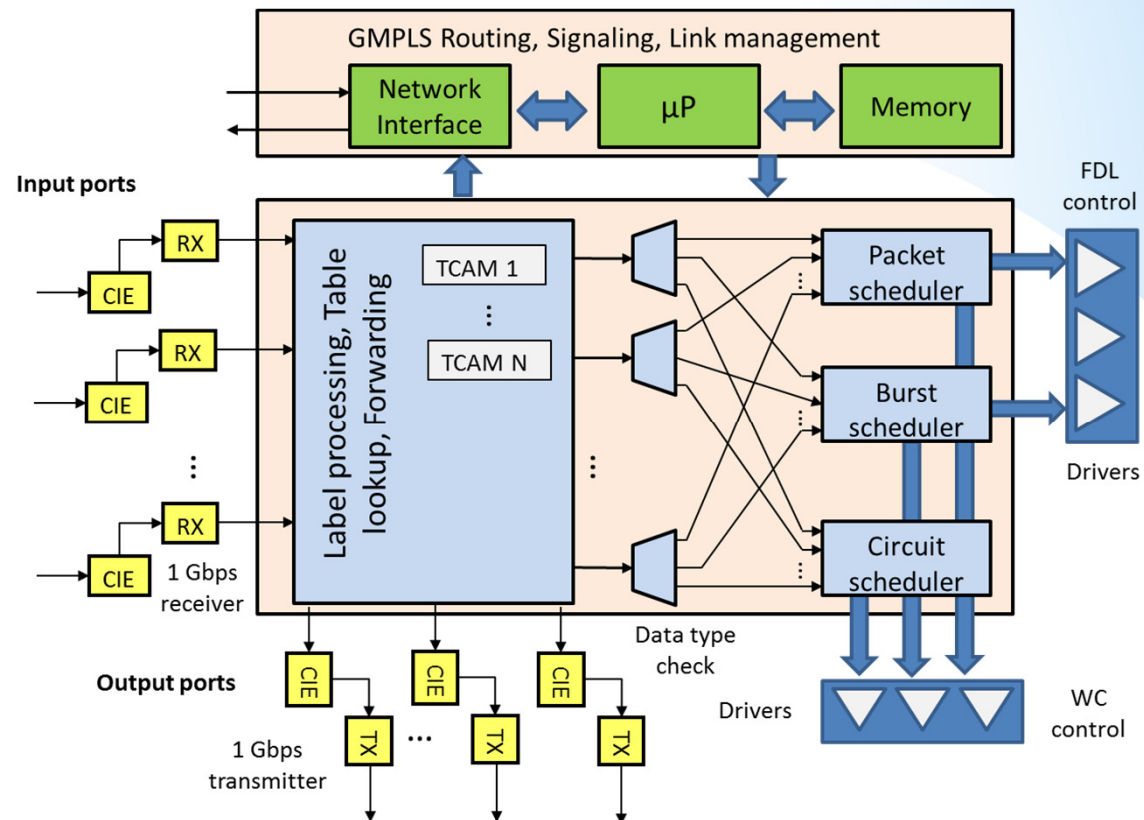 GMPLS Routing, Signaling, Link management
Network
Interface
µP
Memory
Input ports
FDL
control
RX
CIE
RX
CIE
...
RX
CIE
1 Gbps
receiver
Label processing, Table
lookup, Forwarding
TCAM 1
...
TCAM N
...
Packet
scheduler
...
Burst
scheduler
...
Circuit
scheduler
...
Drivers
Data type
check
Output ports
CIE
CIE
CIE
TX
...
TX
TX
1 Gbps
transmitter
Drivers
WC
control